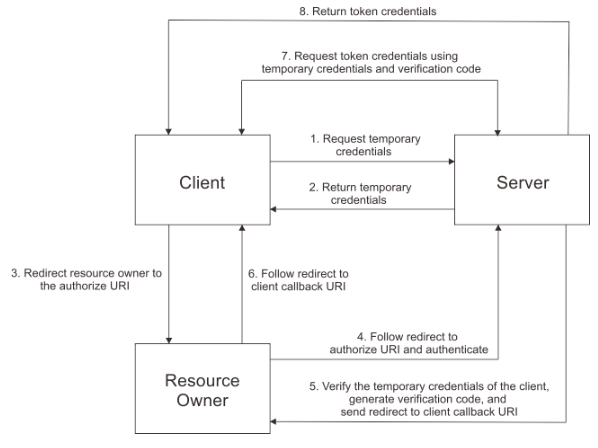 8. Return token credentials
7. Request token credentials using
temporary credentials and verification code
Client
1. Request temporary
credentials
Server
2. Return temporary
credentials
3. Redirect resource owner to
the authorize URI
6. Follow redirect to
client callback URI
4. Follow redirect to
authorize URI and authenticate
Resource
Owner
5. Verify the temporary credentials of the client,
generate verification code, and
send redirect to client callback URI